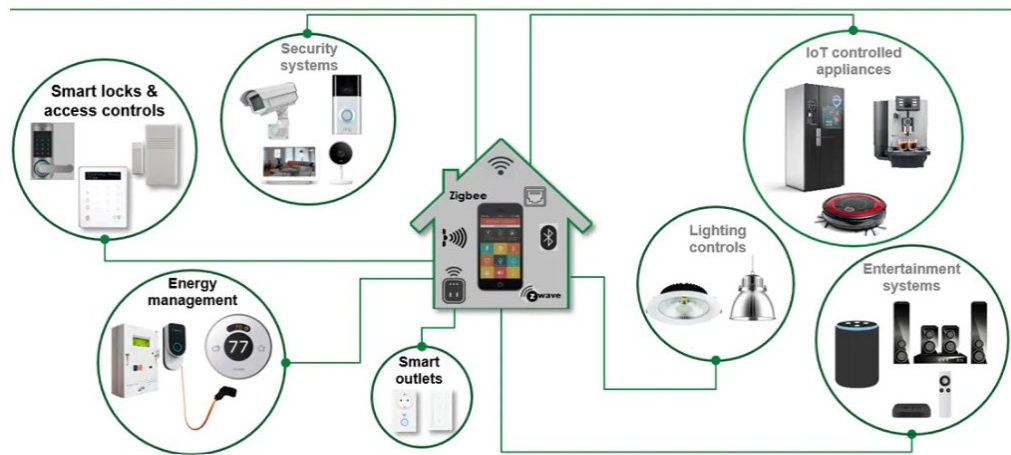 Security
systems
IoT controlled
appliances
Smart locks &
access controls
ring
Zigbee
Lighting
controls
Entertainment
systems
Energy
management
77
z wave
Smart
outlets